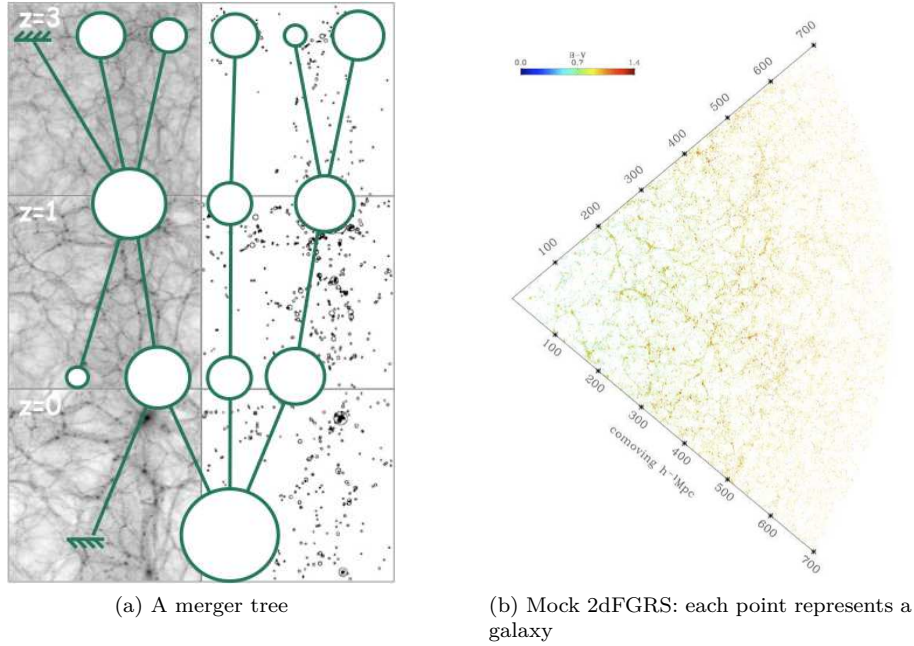 z=3
z=1
z=0
(a) A merger tree
B-V
0.0 0.7 1.4
100
200
300
400
500
600
700
100
200
300
400
500
600
700
comoving h⁻¹Mpc
(b) Mock 2dFGRS: each point represents a
galaxy